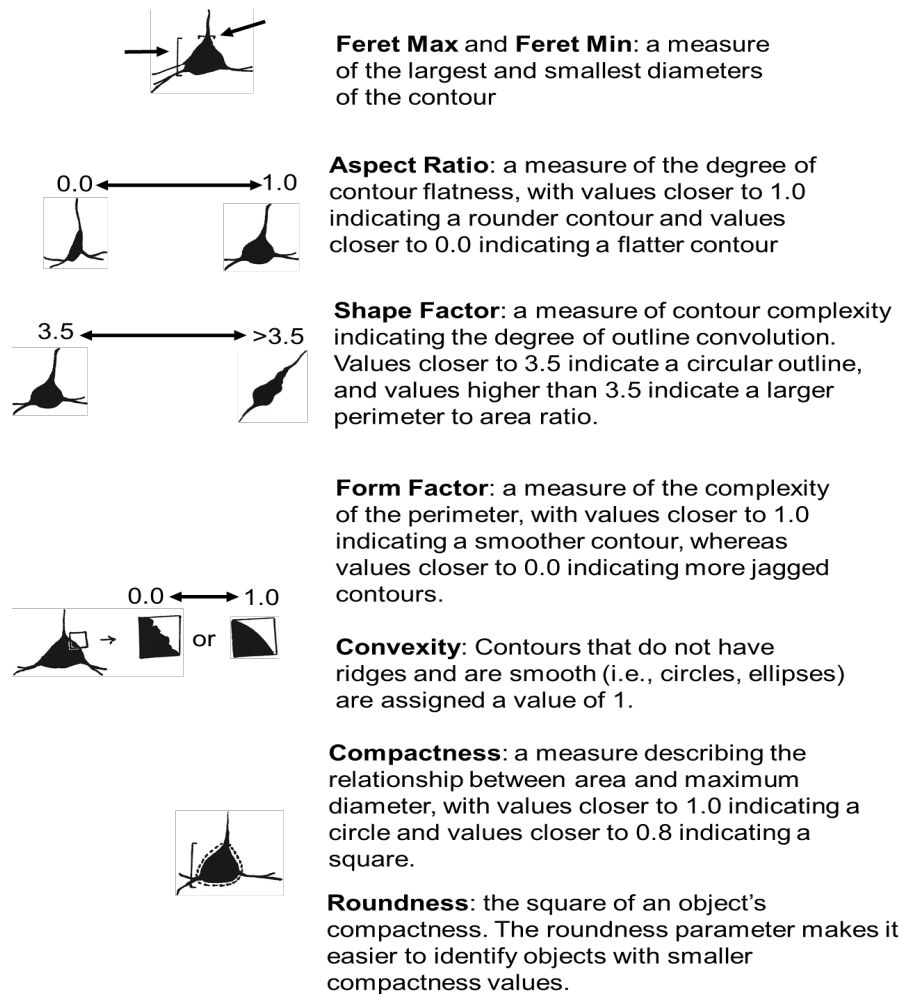 Feret Max and Feret Min: a measure
of the largest and smallest diameters
of the contour
0.0 1.0
Aspect Ratio: a measure of the degree of
contour flatness, with values closer to 1.0
indicating a rounder contour and values
closer to 0.0 indicating a flatter contour
3.5 >3.5
Shape Factor: a measure of contour complexity
indicating the degree of outline convolution.
Values closer to 3.5 indicate a circular outline,
and values higher than 3.5 indicate a larger
perimeter to area ratio.
Form Factor: a measure of the complexity
of the perimeter, with values closer to 1.0
indicating a smoother contour, whereas
values closer to 0.0 indicating more jagged
contours.
0.0 1.0
or
Convexity: Contours that do not have
ridges and are smooth (i.e., circles, ellipses)
are assigned a value of 1.
Compactness: a measure describing the
relationship between area and maximum
diameter, with values closer to 1.0 indicating a
circle and values closer to 0.8 indicating a
square.
Roundness: the square of an object’s
compactness. The roundness parameter makes it
easier to identify objects with smaller
compactness values.